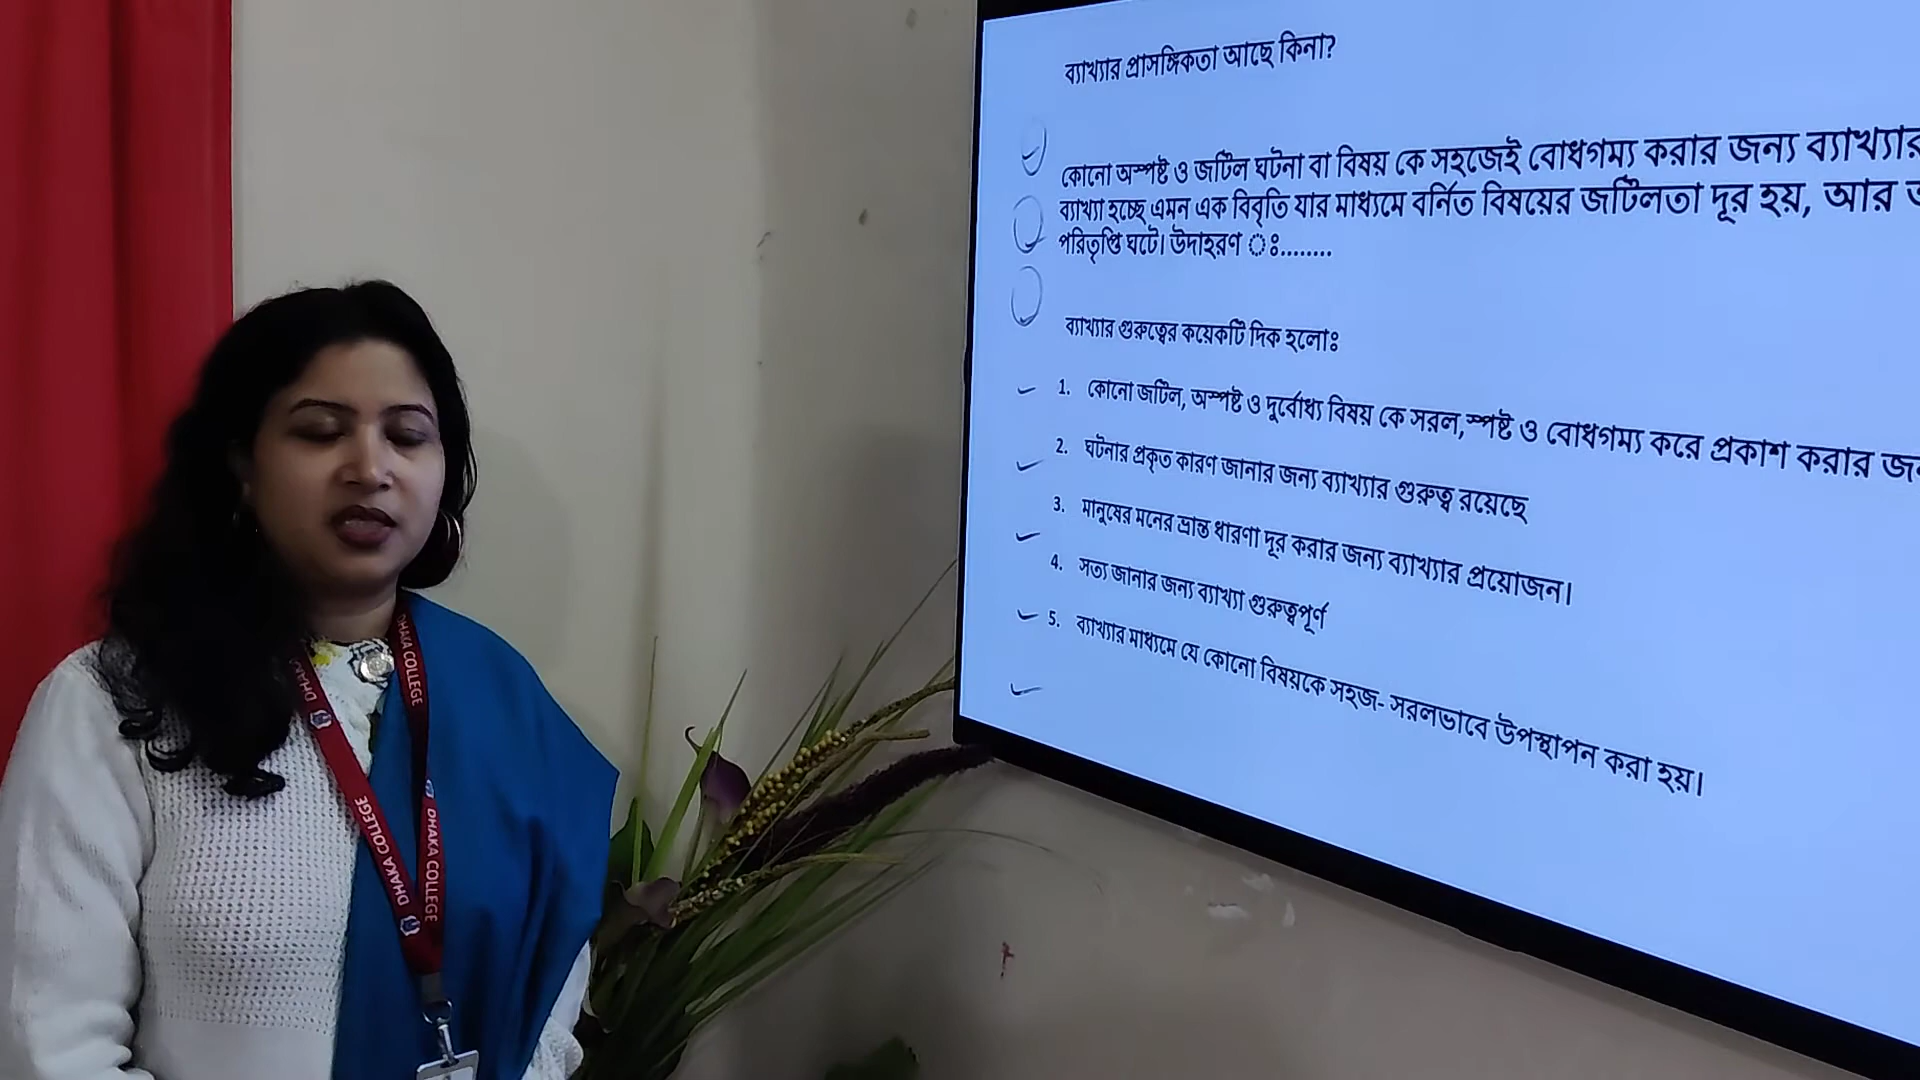 ব্যাখ্যার প্রাসঙ্গিকতা আছে কিনা?
কোনো অস্পষ্ট ও জটিল ঘটনা বা বিষয় কে সহজেই বোধগম্য করার জন্য ব্যাখ্যার
ব্যাখ্যা হচ্ছে এমন এক বিবৃতি যার মাধ্যমে বর্নিত বিষয়ের জটিলতা দূর হয়, আর
পরিতৃপ্তি ঘটে। উদাহরণ ঃ........
ব্যাখ্যার গুরুত্বের কয়েকটি দিক হলোঃ
1. কোনো জটিল, অস্পষ্ট ও দুর্বোধ্য বিষয় কে সরল,স্পষ্ট ও বোধগম্য করে প্রকাশ করার
2. ঘটনার প্রকৃত কারণ জানার জন্য ব্যাখ্যার গুরুত্ব রয়েছে
3. মানুষের মনের ভ্রান্ত ধারণা দূর করার জন্য ব্যাখ্যার প্রয়োজন।
4. সত্য জানার জন্য ব্যাখ্যা গুরুত্বপূর্ণ
5. ব্যাখ্যার মাধ্যমে যে কোনো বিষয়কে সহজ- সরলভাবে উপস্থাপন করা হয়।
DHAKA COLLEGE
DHAKA COLLEGE
DHAKA COLLEGE